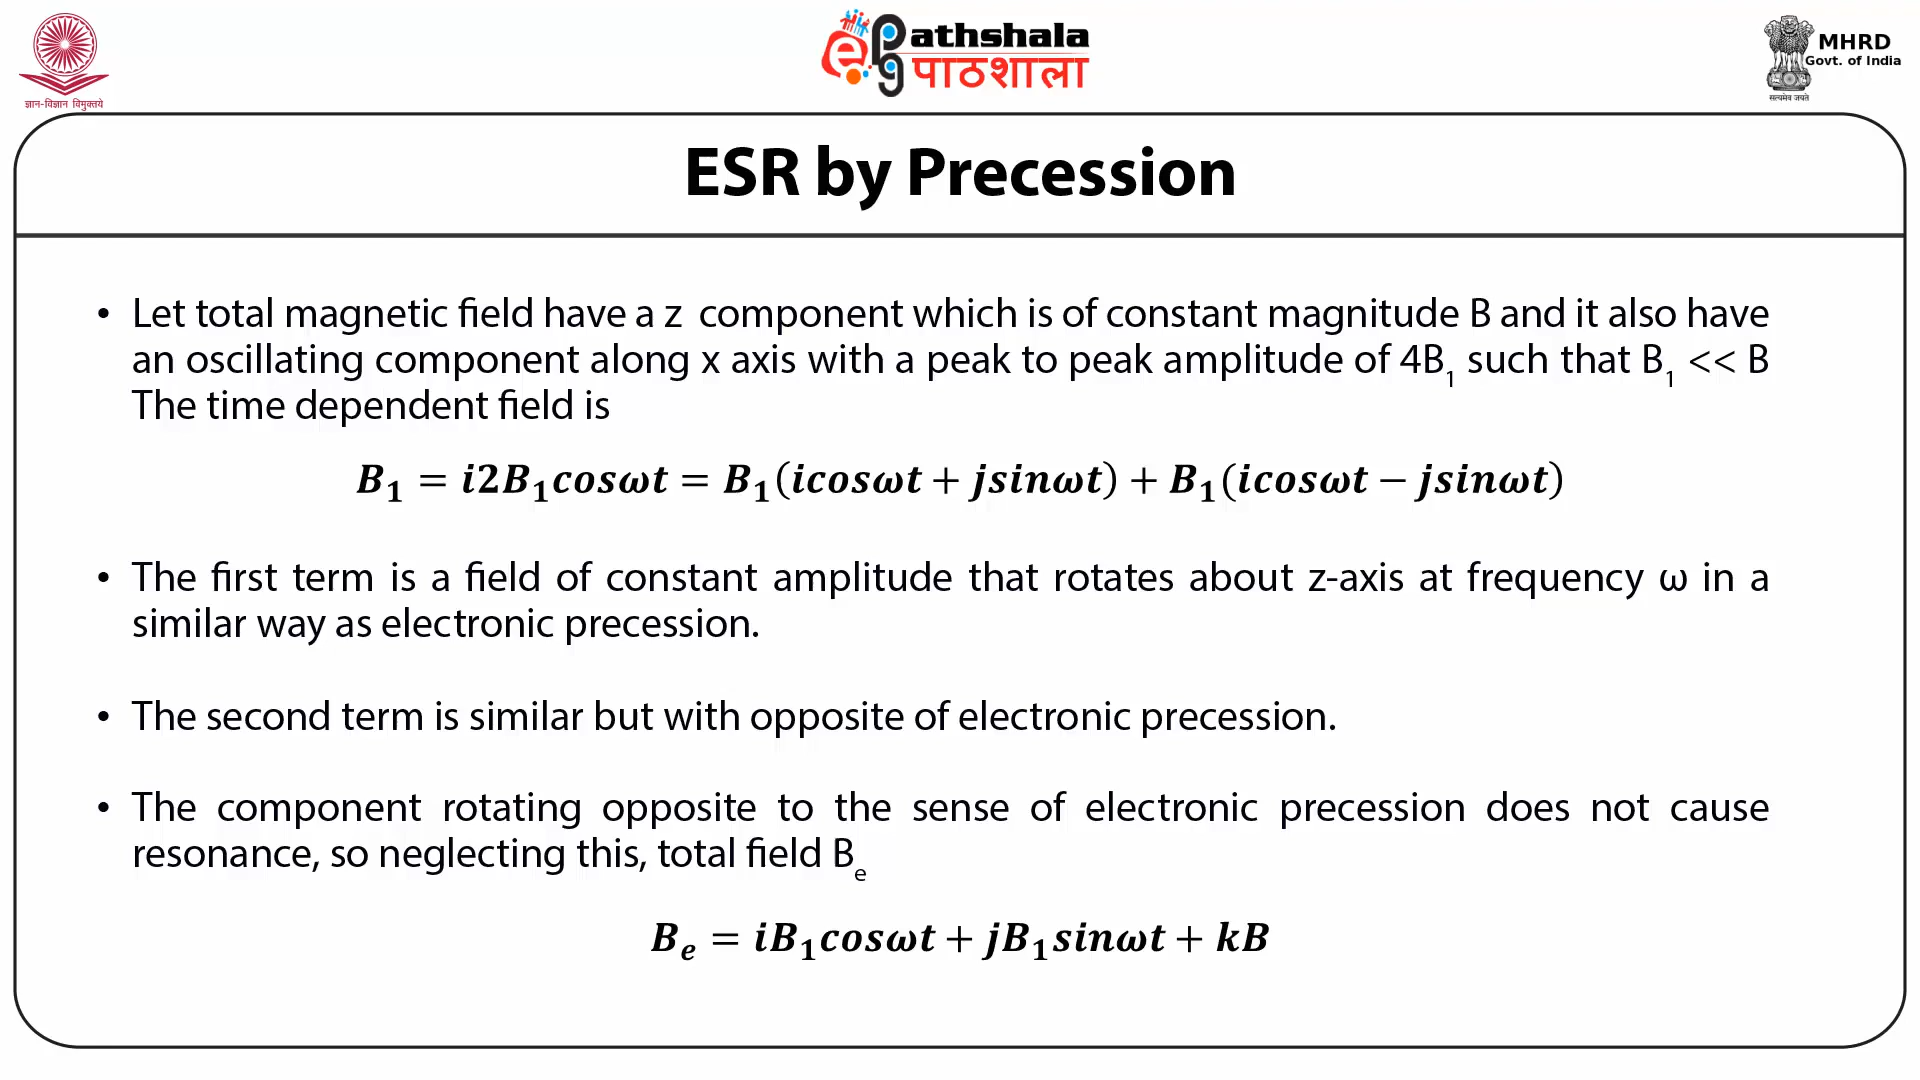 ज्ञान-विज्ञान विमुक्तये
ePathshala
पाठशाला
MHRD
Govt. of India
सत्यमेव जयते
ESR by Precession
• Let total magnetic field have a z component which is of constant magnitude B and it also have
an oscillating component along x axis with a peak to peak amplitude of 4B₁ such that B₁ << B
The time dependent field is
B₁ = i2B₁cosωt = B₁(icosωt + jsinωt) + B₁(icosωt − jsinωt)
• The first term is a field of constant amplitude that rotates about z-axis at frequency ω in a
similar way as electronic precession.
• The second term is similar but with opposite of electronic precession.
• The component rotating opposite to the sense of electronic precession does not cause
resonance, so neglecting this, total field Bₑ
Bₑ = iB₁cosωt + jB₁sinωt + kB